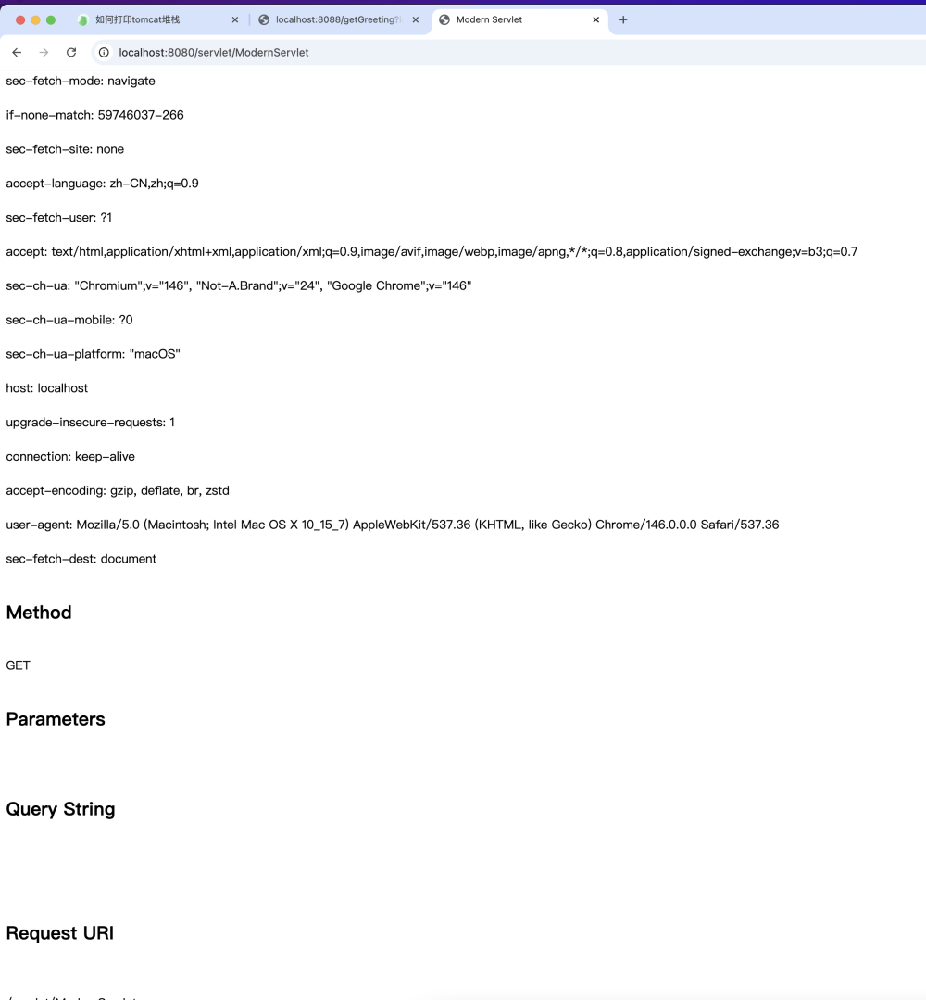 如何打印tomcat堆栈
localhost:8088/getGreeting?
Modern Servlet
localhost:8080/servlet/ModernServlet
sec-fetch-mode: navigate
if-none-match: 59746037-266
sec-fetch-site: none
accept-language: zh-CN,zh;q=0.9
sec-fetch-user: ?1
accept: text/html,application/xhtml+xml,application/xml;q=0.9,image/avif,image/webp,image/apng,*/*;q=0.8,application/signed-exchange;v=b3;q=0.7
sec-ch-ua: "Chromium";v="146", "Not-A.Brand";v="24", "Google Chrome";v="146"
sec-ch-ua-mobile: ?0
sec-ch-ua-platform: "macOS"
host: localhost
upgrade-insecure-requests: 1
connection: keep-alive
accept-encoding: gzip, deflate, br, zstd
user-agent: Mozilla/5.0 (Macintosh; Intel Mac OS X 10_15_7) AppleWebKit/537.36 (KHTML, like Gecko) Chrome/146.0.0.0 Safari/537.36
sec-fetch-dest: document
Method
GET
Parameters
Query String
Request URI